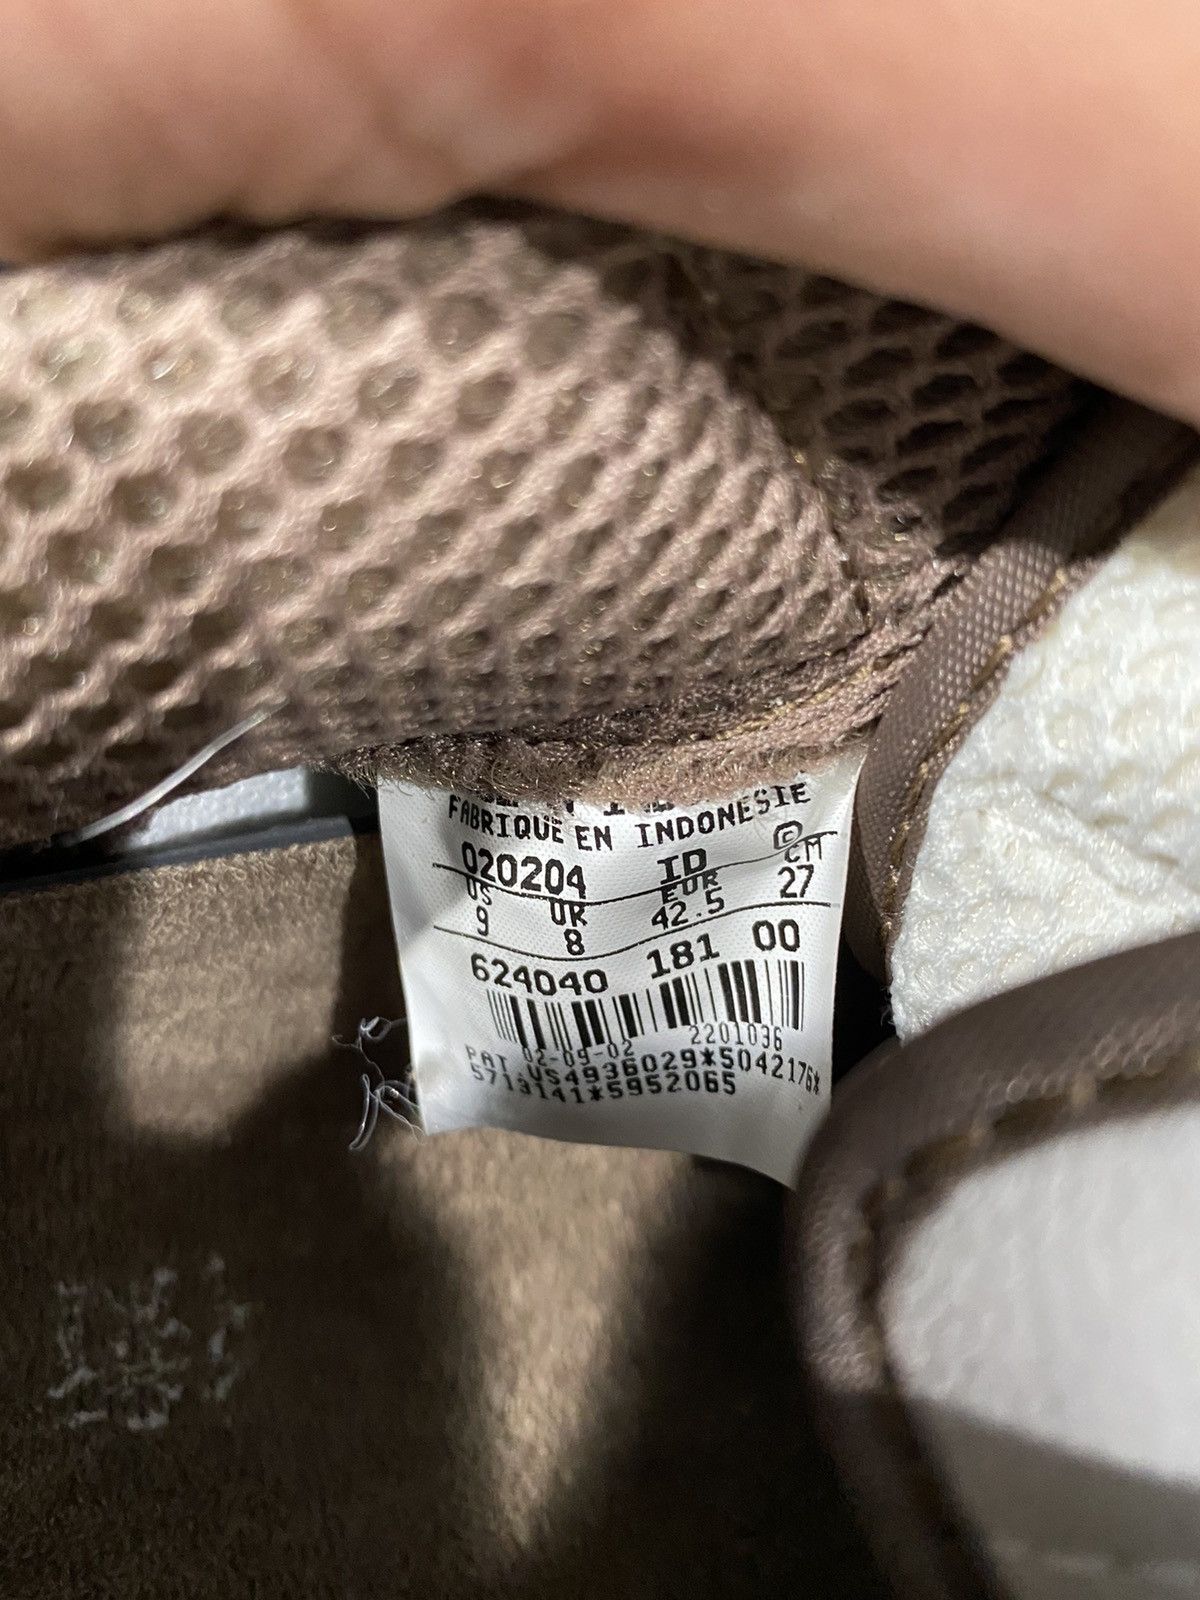 FABRIQUÉ EN INDONESIE
020204 ID ©
US UK EUR CM
9 8 42.5 27
624040 181 00
2201036
02-09-02
PAT.US4936029*5042176*
5713141*5952065